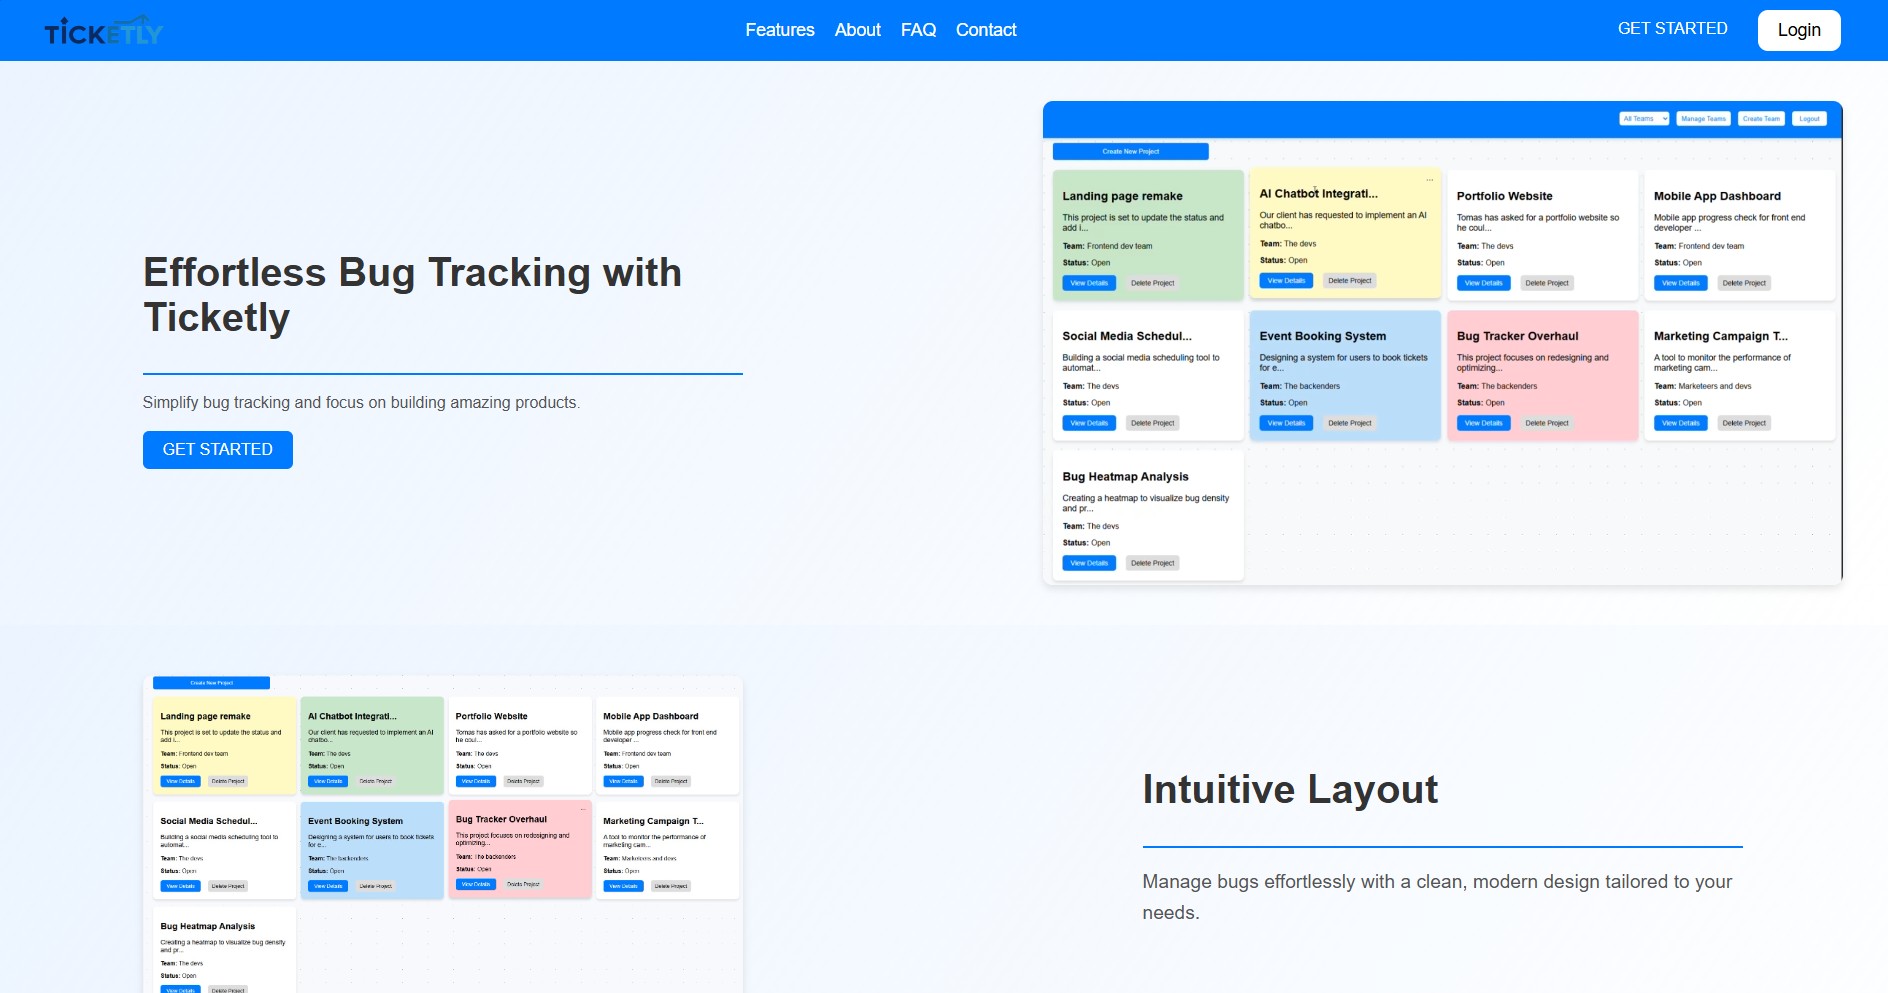 TICKETLY
Features
About
FAQ
Contact
GET STARTED
Login
Effortless Bug Tracking with
Ticketly
Simplify bug tracking and focus on building amazing products.
GET STARTED
All Teams
Manage Teams
Create Team
Logout
Create New Project
Landing page remake
This project is set to update the status and
add i...
Team: Frontend dev team
Status: Open
View Details
Delete Project
AI Chatbot Integrati...
...
Our client has requested to implement an AI
chatbo...
Team: The devs
Status: Open
View Details
Delete Project
Portfolio Website
Tomas has asked for a portfolio website so
he coul...
Team: The devs
Status: Open
View Details
Delete Project
Mobile App Dashboard
Mobile app progress check for front end
developer ...
Team: Frontend dev team
Status: Open
View Details
Delete Project
Social Media Schedul...
Building a social media scheduling tool to
automat...
Team: The devs
Status: Open
View Details
Delete Project
Event Booking System
Designing a system for users to book tickets
for e...
Team: The backenders
Status: Open
View Details
Delete Project
Bug Tracker Overhaul
This project focuses on redesigning and
optimizing...
Team: The backenders
Status: Open
View Details
Delete Project
Marketing Campaign T...
A tool to monitor the performance of
marketing cam...
Team: Marketeers and devs
Status: Open
View Details
Delete Project
Bug Heatmap Analysis
Creating a heatmap to visualize bug density
and pr...
Team: The devs
Status: Open
View Details
Delete Project
Create New Project
Landing page remake
This project is set to update the status and
add i...
Team: Frontend dev team
Status: Open
View Details
Delete Project
AI Chatbot Integrati...
Our client has requested to implement an AI
chatbo...
Team: The devs
Status: Open
View Details
Delete Project
Portfolio Website
Tomas has asked for a portfolio website so
he coul...
Team: The devs
Status: Open
View Details
Delete Project
Mobile App Dashboard
Mobile app progress check for front end
developer ...
Team: Frontend dev team
Status: Open
View Details
Delete Project
Social Media Schedul...
Building a social media scheduling tool to
automat...
Team: The devs
Status: Open
View Details
Delete Project
Event Booking System
Designing a system for users to book tickets
for e...
Team: The backenders
Status: Open
View Details
Delete Project
Bug Tracker Overhaul
...
This project focuses on redesigning and
optimizing...
Team: The backenders
Status: Open
View Details
Delete Project
Marketing Campaign T...
A tool to monitor the performance of
marketing cam...
Team: Marketeers and devs
Status: Open
View Details
Delete Project
Bug Heatmap Analysis
Creating a heatmap to visualize bug density
and pr...
Team: The devs
Status: Open
View Details
Delete Project
Intuitive Layout
Manage bugs effortlessly with a clean, modern design tailored to your
needs.